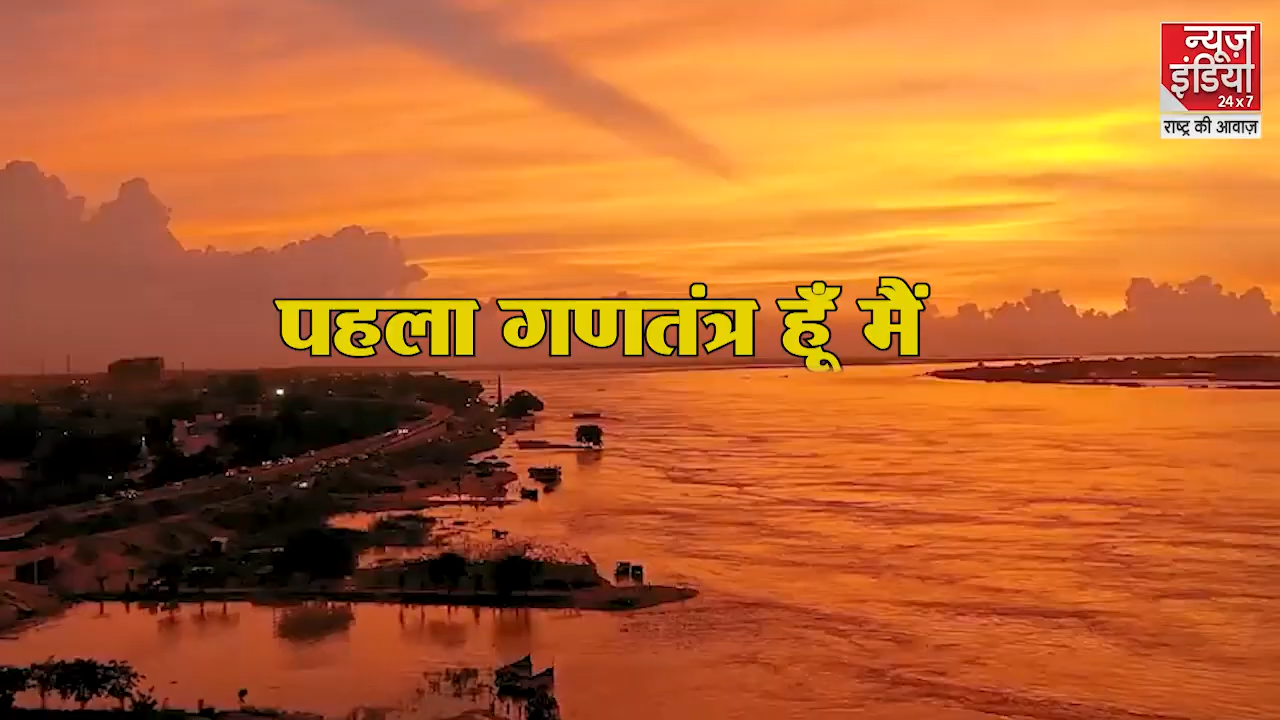 न्यूज़
इंडिया
24x7
राष्ट्र की आवाज़
पहला गणतंत्र हूँ मैं